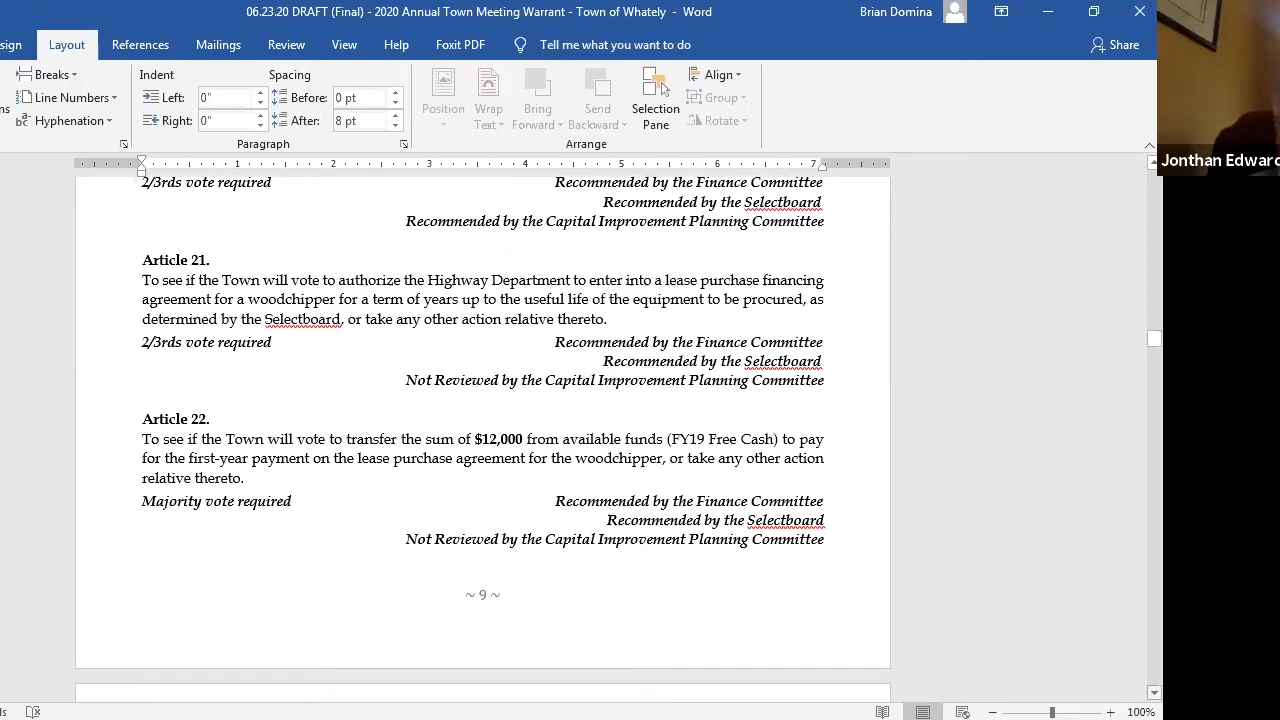 06.23.20 DRAFT (Final) - 2020 Annual Town Meeting Warrant - Town of Whately - Word
Brian Domina
sign Layout References Mailings Review View Help Foxit PDF Tell me what you want to do Share
Breaks Indent Spacing Align
ns Line Numbers Left: 0" Before: 0 pt Position Wrap Text Bring Forward Send Backward Selection Pane Group
Hyphenation Right: 0" After: 8 pt Rotate
Paragraph Arrange
Jonthan Edward
1 2 3 4 5 6 7
2/3rds vote required Recommended by the Finance Committee
Recommended by the Selectboard
Recommended by the Capital Improvement Planning Committee
Article 21.
To see if the Town will vote to authorize the Highway Department to enter into a lease purchase financing
agreement for a woodchipper for a term of years up to the useful life of the equipment to be procured, as
determined by the Selectboard, or take any other action relative thereto.
2/3rds vote required Recommended by the Finance Committee
Recommended by the Selectboard
Not Reviewed by the Capital Improvement Planning Committee
Article 22.
To see if the Town will vote to transfer the sum of $12,000 from available funds (FY19 Free Cash) to pay
for the first-year payment on the lease purchase agreement for the woodchipper, or take any other action
relative thereto.
Majority vote required Recommended by the Finance Committee
Recommended by the Selectboard
Not Reviewed by the Capital Improvement Planning Committee
~ 9 ~
ds 100%